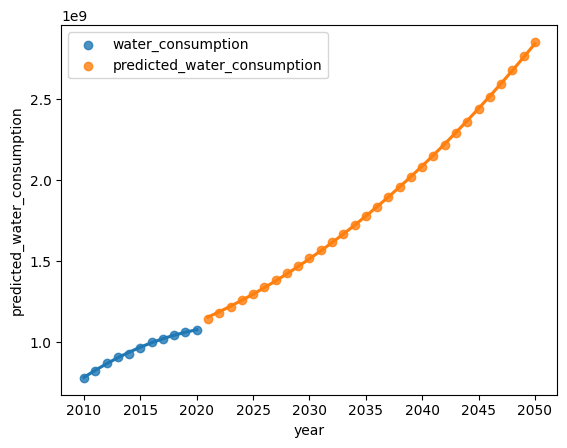 1e9
water_consumption
predicted_water_consumption
predicted_water_consumption
2.5
2.0
1.5
1.0
2010 2015 2020 2025 2030 2035 2040 2045 2050
year